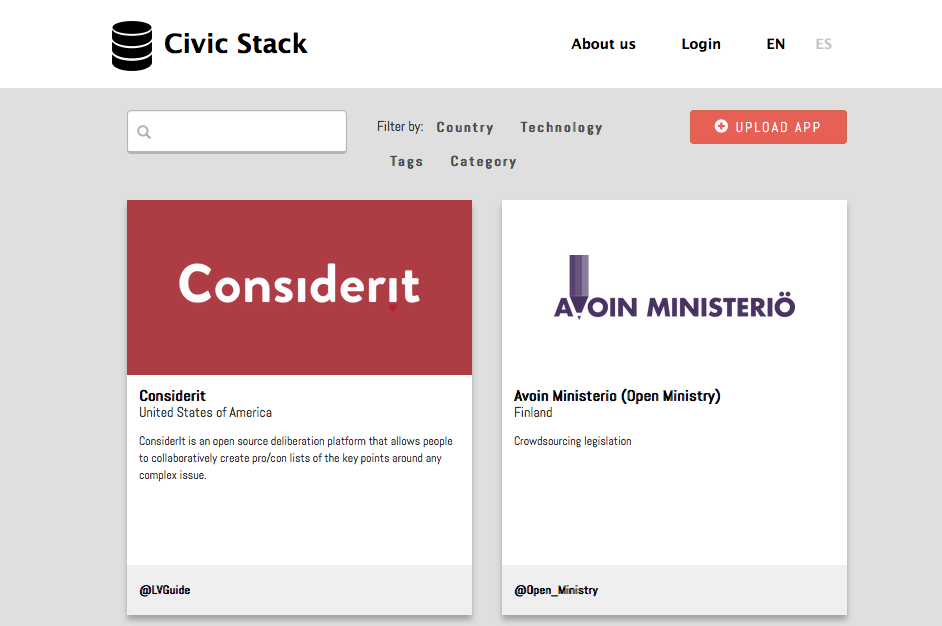 Civic Stack
About us Login EN ES
Filter by: Country Technology
UPLOAD APP
Tags Category
Considerit
AVOIN MINISTERIÖ
Considerit
United States of America
ConsiderIt is an open source deliberation platform that allows people
to collaboratively create pro/con lists of the key points around any
complex issue.
@LVGuide
Avoin Ministerio (Open Ministry)
Finland
Crowdsourcing legislation
@Open_Ministry